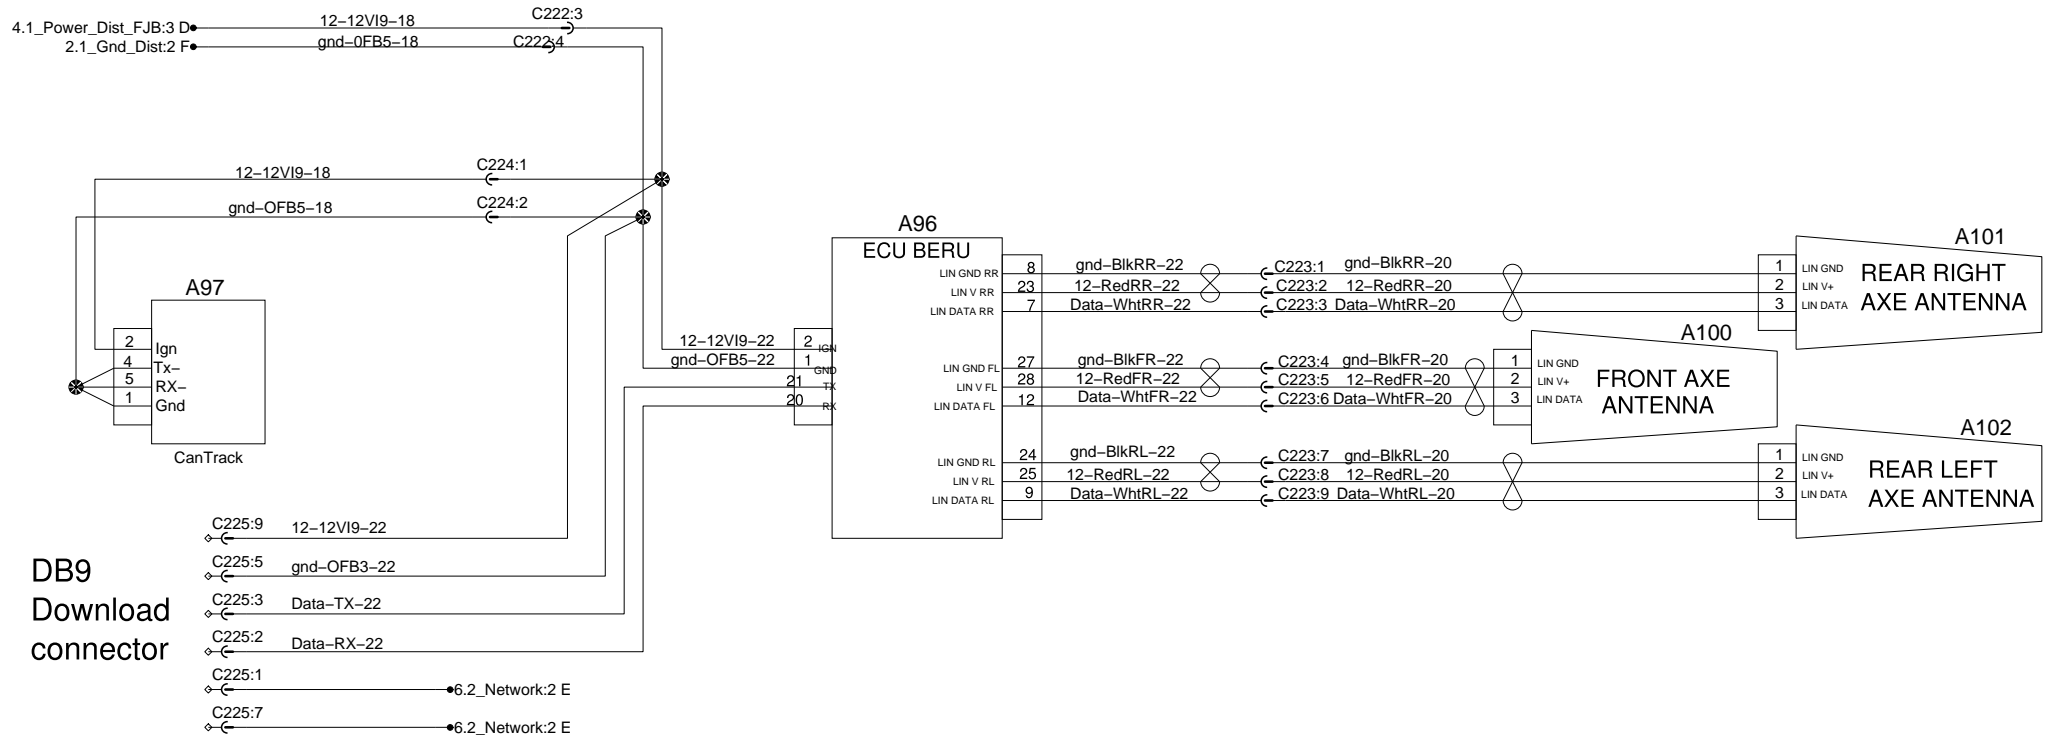 4.1_Power_Dist_FJB:3 D
12-12VI9-18
C222:3
2.1_Gnd_Dist:2 F
gnd-0FB5-18
C222:4
12-12VI9-18
C224:1
gnd-OFB5-18
C224:2
A97
2 Ign
4 Tx-
5 RX-
1 Gnd
CanTrack
12-12VI9-22
gnd-OFB5-22
2 IGN
1 GND
21 TX
20 RX
A96
ECU BERU
LIN GND RR 8 gnd-BlkRR-22 C223:1 gnd-BlkRR-20
LIN V RR 23 12-RedRR-22 C223:2 12-RedRR-20
LIN DATA RR 7 Data-WhtRR-22 C223:3 Data-WhtRR-20
LIN GND FL 27 gnd-BlkFR-22 C223:4 gnd-BlkFR-20
LIN V FL 28 12-RedFR-22 C223:5 12-RedFR-20
LIN DATA FL 12 Data-WhtFR-22 C223:6 Data-WhtFR-20
LIN GND RL 24 gnd-BlkRL-22 C223:7 gnd-BlkRL-20
LIN V RL 25 12-RedRL-22 C223:8 12-RedRL-20
LIN DATA RL 9 Data-WhtRL-22 C223:9 Data-WhtRL-20
A101
1 LIN GND
2 LIN V+
3 LIN DATA
REAR RIGHT
AXE ANTENNA
A100
1 LIN GND
2 LIN V+
3 LIN DATA
FRONT AXE
ANTENNA
A102
1 LIN GND
2 LIN V+
3 LIN DATA
REAR LEFT
AXE ANTENNA
DB9
Download
connector
C225:9 12-12VI9-22
C225:5 gnd-OFB3-22
C225:3 Data-TX-22
C225:2 Data-RX-22
C225:1 6.2_Network:2 E
C225:7 6.2_Network:2 E